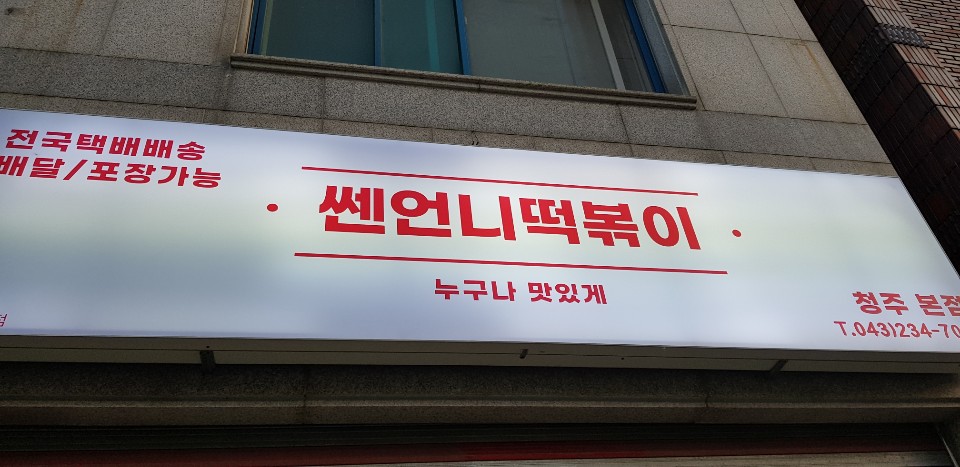 전국택배배송
배달/포장가능
쎈언니떡볶이
누구나 맛있게
청주 본점
T.043)234-70
점